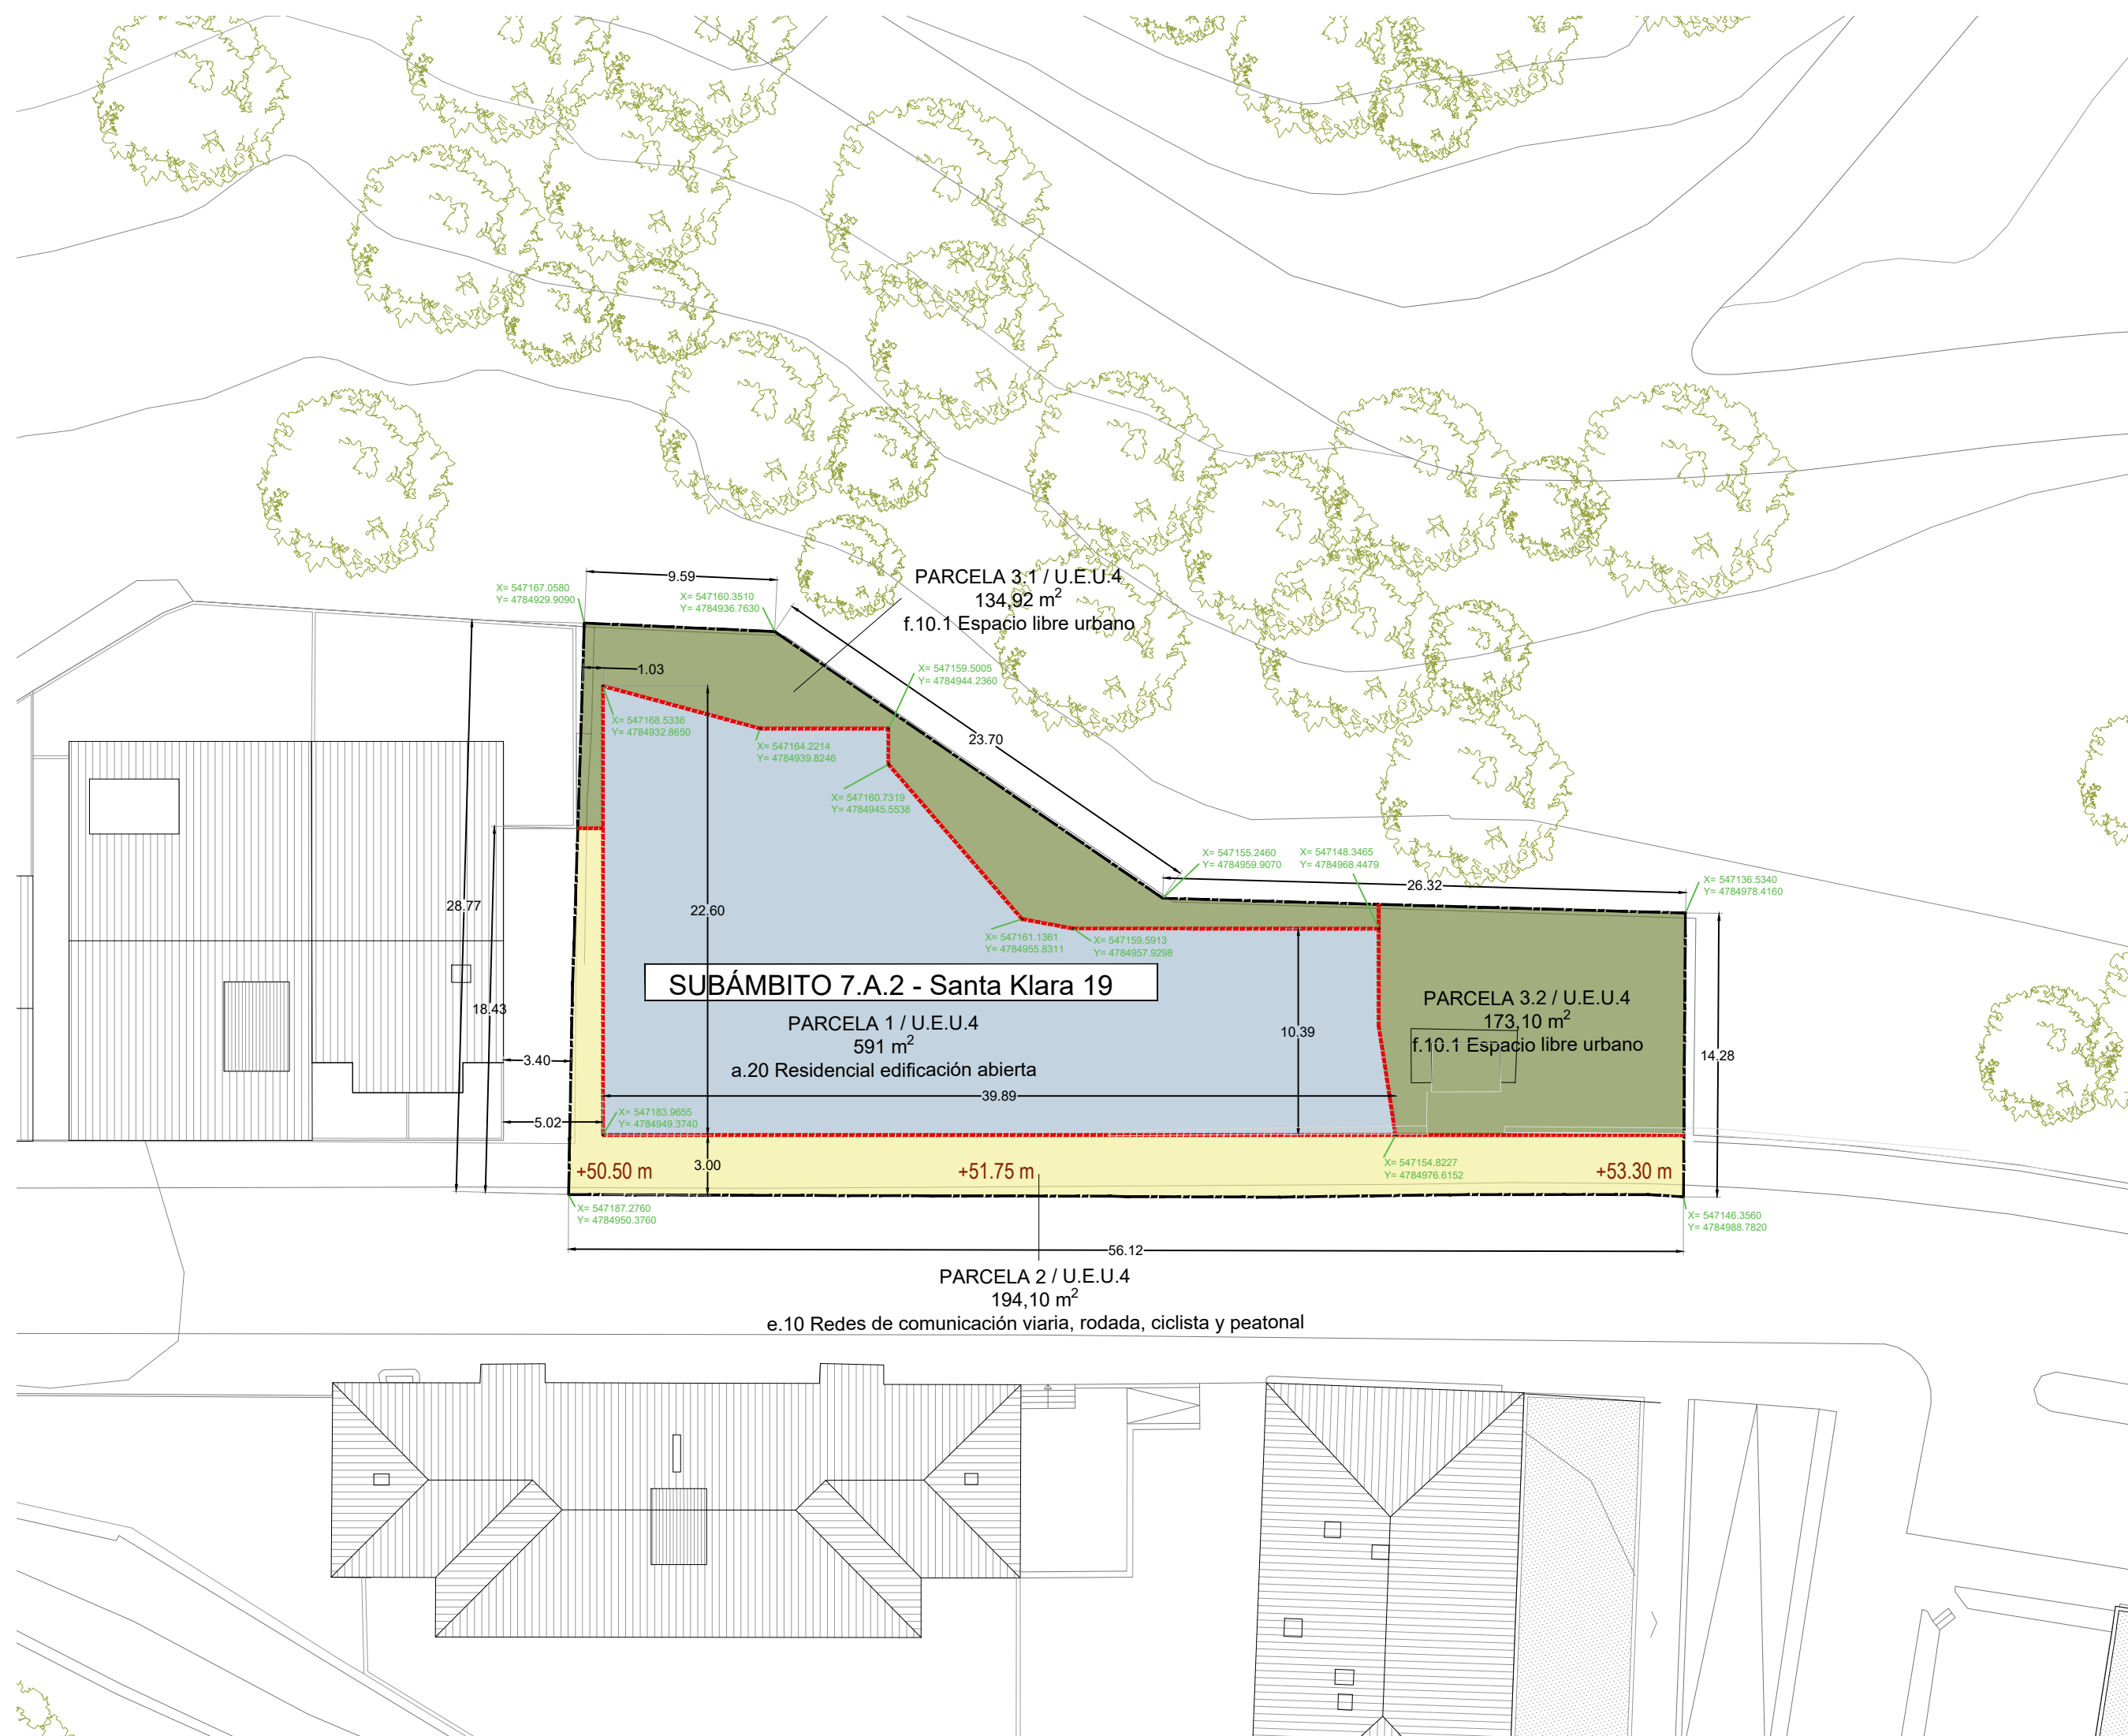 9.59
PARCELA 3.1 / U.E.U.4
134,92 m²
f.10.1 Espacio libre urbano
X= 547167.0580
Y= 4784929.9090
X= 547160.3510
Y= 4784936.7630
1.03
X= 547159.5005
Y= 4784944.2360
X= 547168.5336
Y= 4784932.8650
23.70
X= 547164.2214
Y= 4784939.8246
X= 547160.7319
Y= 4784945.5538
X= 547155.2460
Y= 4784959.9070
X= 547148.3465
Y= 4784968.4479
26.32
X= 547136.5340
Y= 4784978.4160
28.77
22.60
X= 547161.1361
Y= 4784955.8311
X= 547159.5913
Y= 4784957.9298
SUBÁMBITO 7.A.2 - Santa Klara 19
18.43
PARCELA 1 / U.E.U.4
591 m²
a.20 Residencial edificación abierta
10.39
PARCELA 3.2 / U.E.U.4
173,10 m²
f.10.1 Espacio libre urbano
14.28
3.40
39.89
5.02
X= 547183.9655
Y= 4784949.3740
3.00
+50.50 m
+51.75 m
+53.30 m
X= 547154.8227
Y= 4784976.6152
X= 547187.2760
Y= 4784950.3760
X= 547146.3560
Y= 4784988.7820
56.12
PARCELA 2 / U.E.U.4
194,10 m²
e.10 Redes de comunicación viaria, rodada, ciclista y peatonal